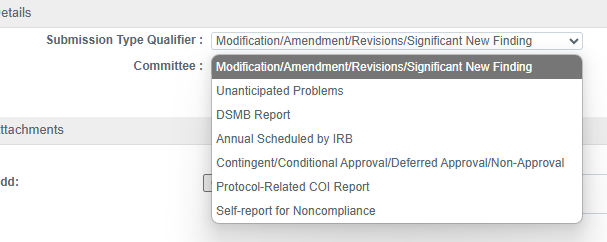 etails
Submission Type Qualifier : Modification/Amendment/Revisions/Significant New Finding
Committee : Modification/Amendment/Revisions/Significant New Finding
Unanticipated Problems
DSMB Report
Annual Scheduled by IRB
ttachments
Contingent/Conditional Approval/Deferred Approval/Non-Approval
dd: Protocol-Related COI Report
Self-report for Noncompliance